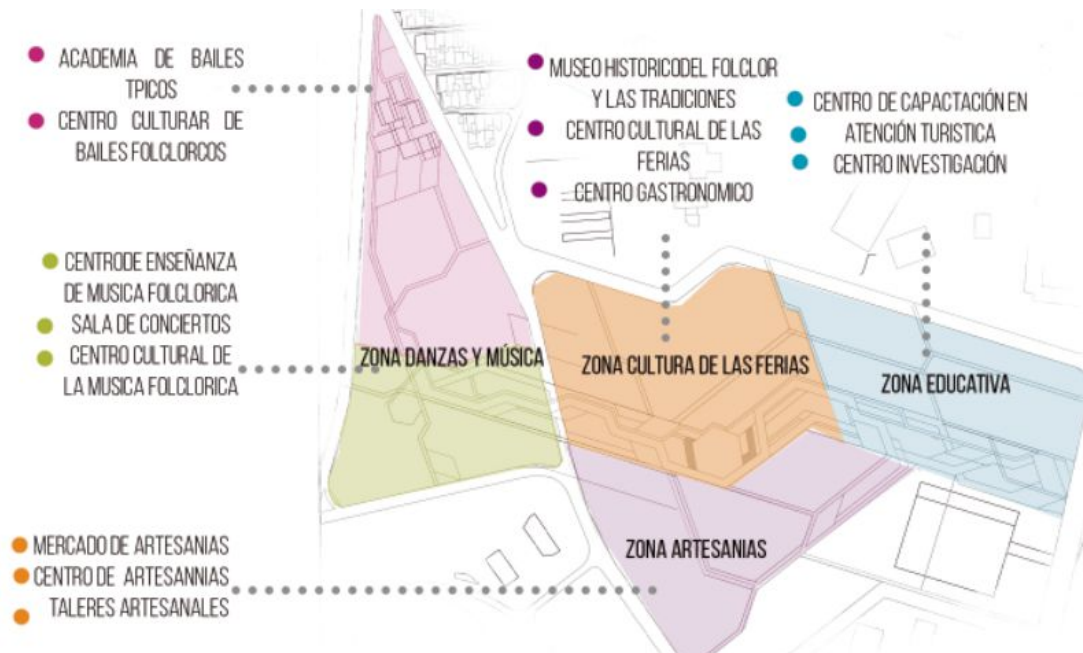 ACADEMIA DE BAILES
TPICOS
CENTRO CULTURAR DE
BAILES FOLCLORCOS
MUSEO HISTORICODEL FOLCLOR
Y LAS TRADICIONES
CENTRO CULTURAL DE LAS
FERIAS
CENTRO GASTRONOMICO
CENTRO DE CAPACTACIÓN EN
ATENCIÓN TURISTICA
CENTRO INVESTIGACIÓN
CENTRODE ENSEÑANZA
DE MUSICA FOLCLORICA
SALA DE CONCIERTOS
CENTRO CULTURAL DE
LA MUSICA FOLCLORICA
ZONA DANZAS Y MÚSICA
ZONA CULTURA DE LAS FERIAS
ZONA EDUCATIVA
ZONA ARTESANIAS
MERCADO DE ARTESANIAS
CENTRO DE ARTESANNIAS
TALERES ARTESANALES